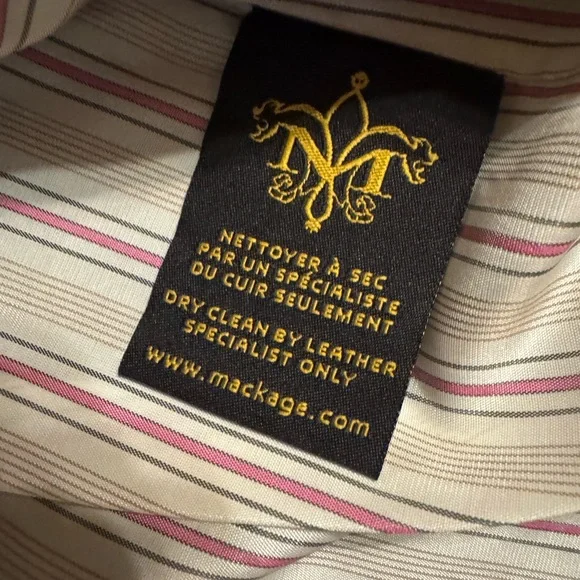 M
NETTOYER À SEC
PAR UN SPÉCIALISTE
DU CUIR SEULEMENT
DRY CLEAN BY LEATHER
SPECIALIST ONLY
www.mackage.com